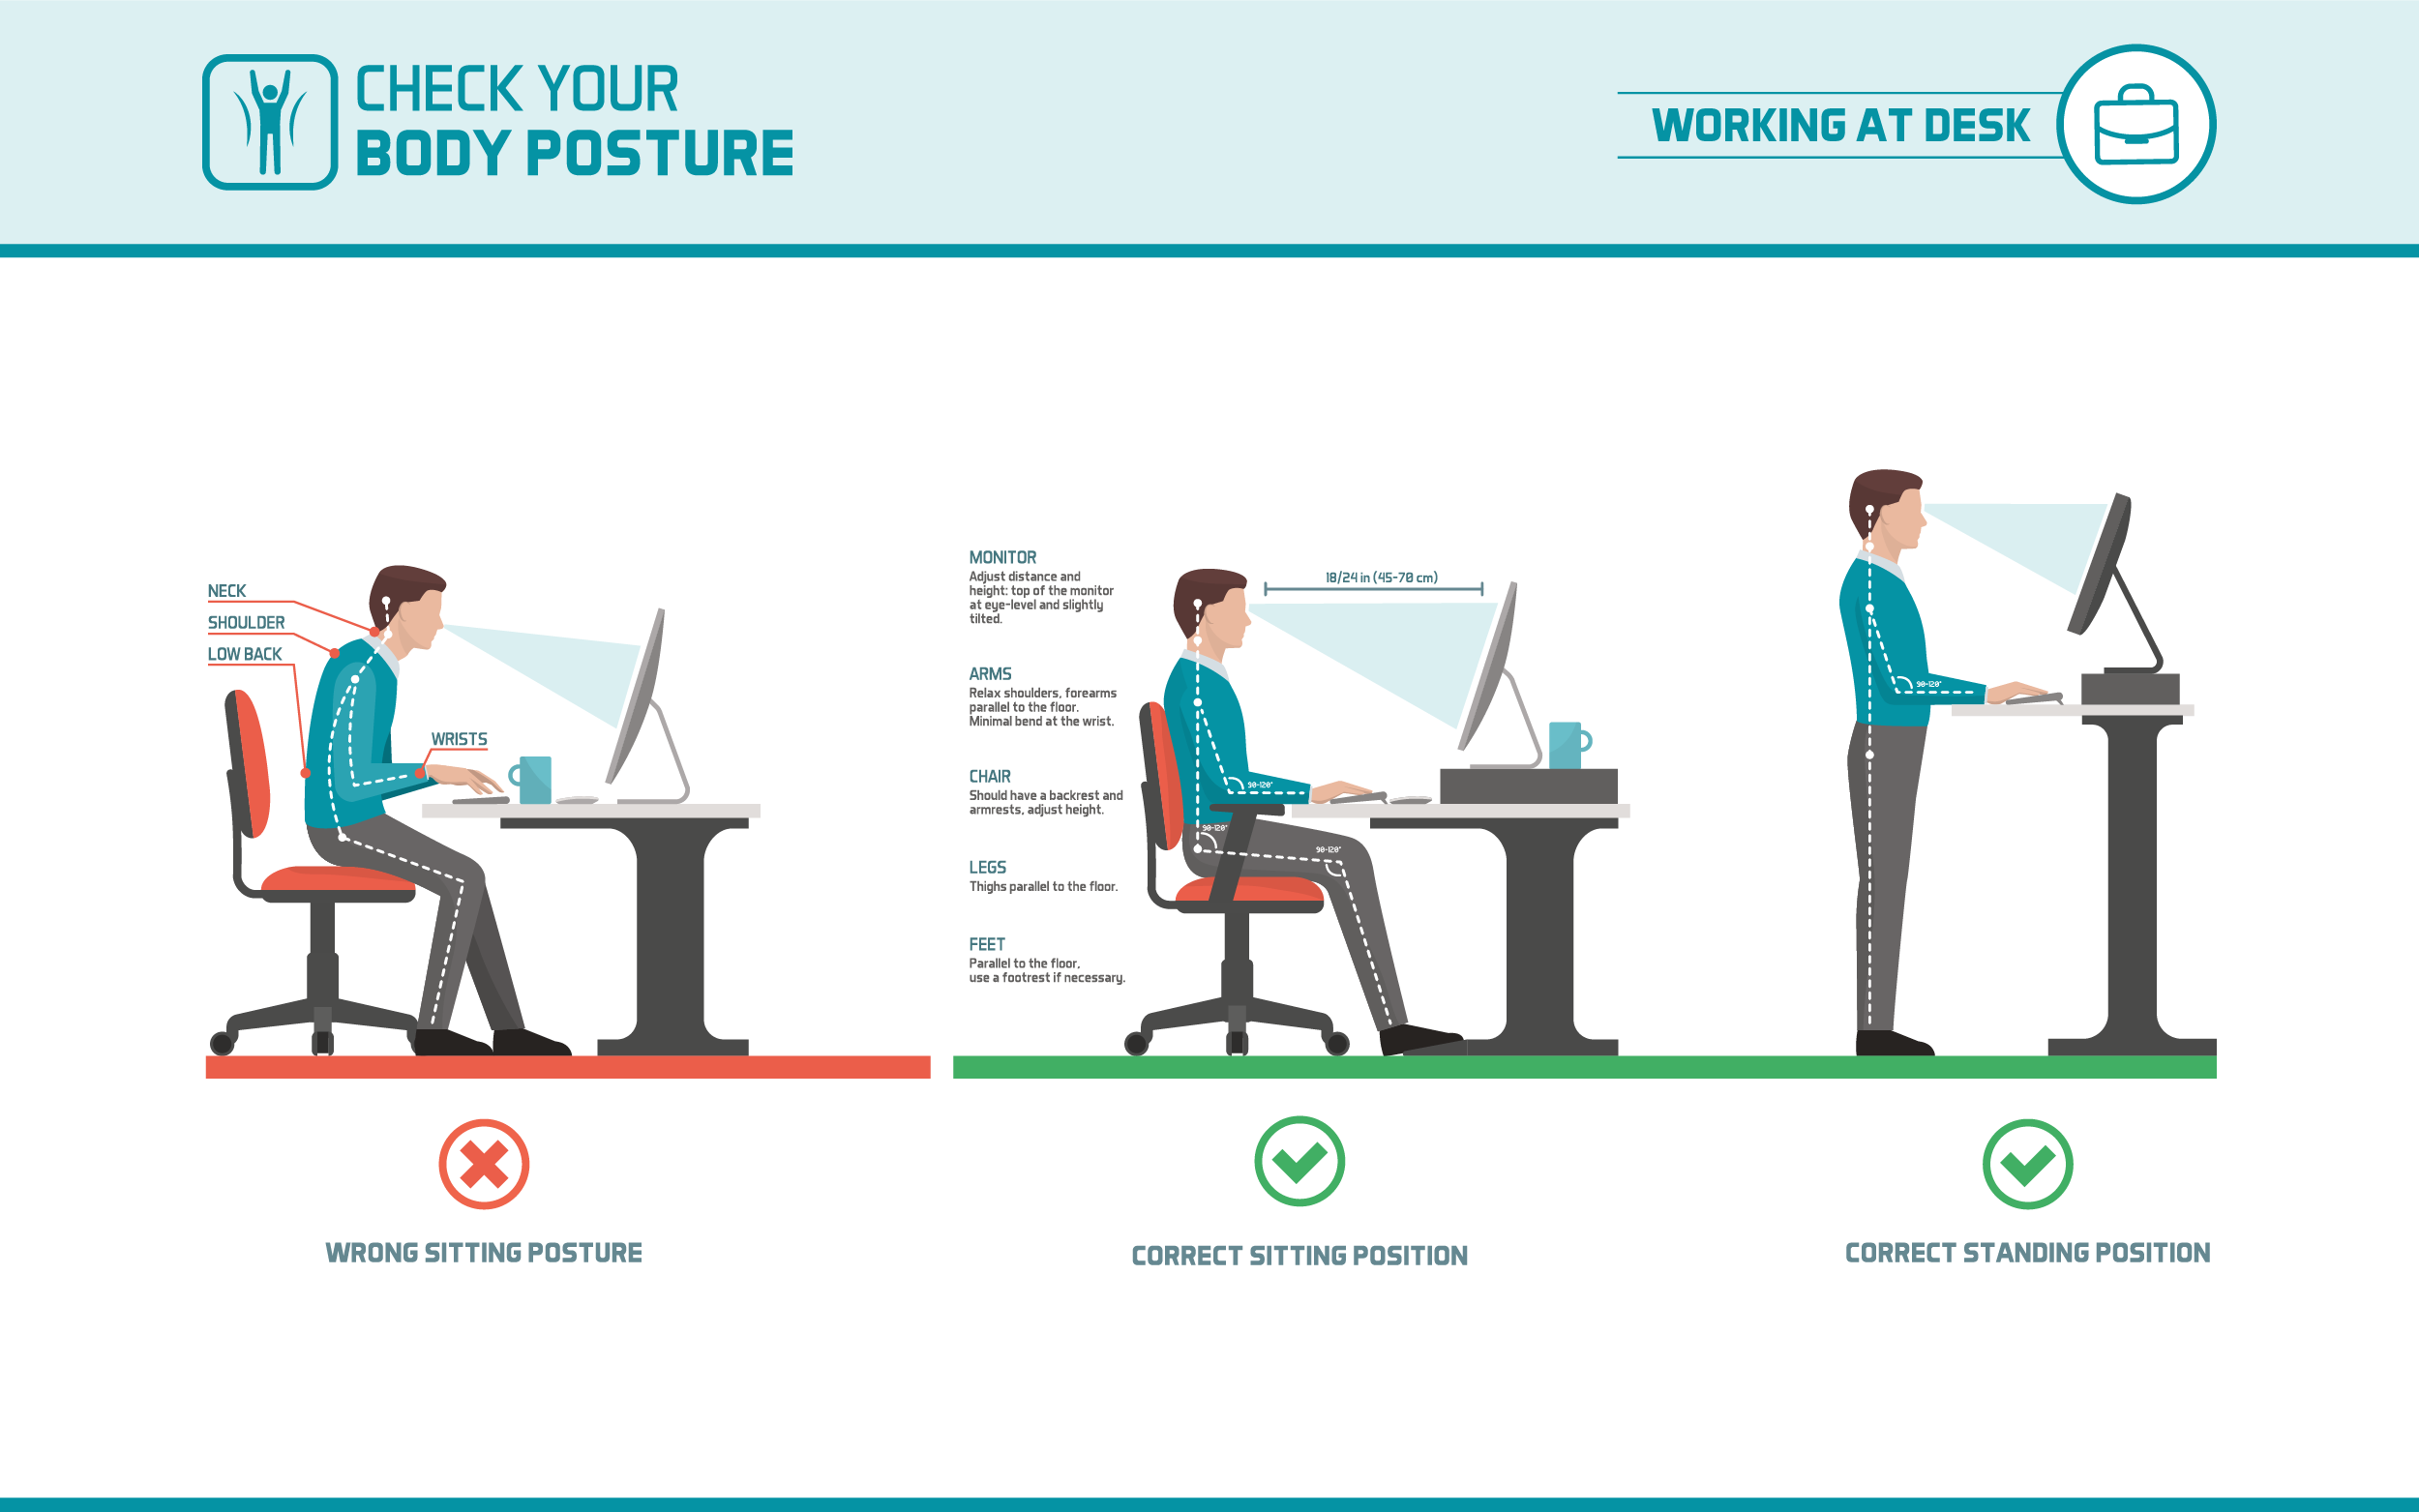 CHECK YOUR
BODY POSTURE
WORKING AT DESK
NECK
SHOULDER
LOW BACK
WRISTS
MONITOR
Adjust distance and
height: top of the monitor
at eye-level and slightly
tilted.
ARMS
Relax shoulders, forearms
parallel to the floor.
Minimal bend at the wrist.
CHAIR
Should have a backrest and
armrests, adjust height.
LEGS
Thighs parallel to the floor.
FEET
Parallel to the floor,
use a footrest if necessary.
18/24 in (45-70 cm)
90-120°
90-120°
90-120°
90-120°
WRONG SITTING POSTURE
CORRECT SITTING POSITION
CORRECT STANDING POSITION